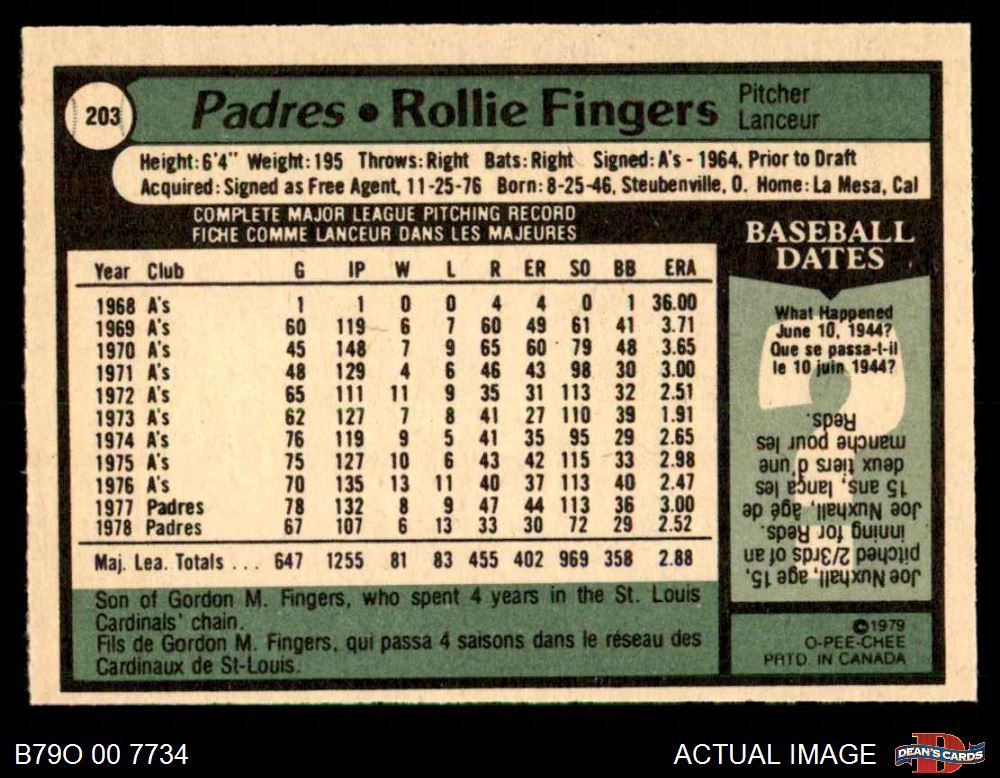 203
Padres • Rollie Fingers
Pitcher
Lanceur
Height: 6'4" Weight: 195 Throws: Right Bats: Right Signed: A's - 1964, Prior to Draft
Acquired: Signed as Free Agent, 11-25-76 Born: 8-25-46, Steubenville, O. Home: La Mesa, Cal
COMPLETE MAJOR LEAGUE PITCHING RECORD
FICHE COMME LANCEUR DANS LES MAJEURES
Year Club G IP W L R ER SO BB ERA
1968 A's 1 1 0 0 4 4 0 1 36.00
1969 A's 60 119 6 7 60 49 61 41 3.71
1970 A's 45 148 7 9 65 60 79 48 3.65
1971 A's 48 129 4 6 46 43 98 30 3.00
1972 A's 65 111 11 9 35 31 113 32 2.51
1973 A's 62 127 7 8 41 27 110 39 1.91
1974 A's 76 119 9 5 41 35 95 29 2.65
1975 A's 75 127 10 6 43 42 115 33 2.98
1976 A's 70 135 13 11 40 37 113 40 2.47
1977 Padres 78 132 8 9 47 44 113 36 3.00
1978 Padres 67 107 6 13 33 30 72 29 2.52
Maj. Lea. Totals ... 647 1255 81 83 455 402 969 358 2.88
Son of Gordon M. Fingers, who spent 4 years in the St. Louis
Cardinals' chain.
Fils de Gordon M. Fingers, qui passa 4 saisons dans le réseau des
Cardinaux de St-Louis.
BASEBALL
DATES
What Happened
June 10, 1944?
Que se passa-t-il
le 10 juin 1944?
Joe Nuxhall, age 15,
pitched 2/3rds of an
inning for Reds.
Joe Nuxhall, âgé de
15 ans, lança les
deux tiers d'une
manche pour les
Reds.
©1979
O-PEE-CHEE
PRTD. IN CANADA
B79O 00 7734
ACTUAL IMAGE
DEAN'S CARDS